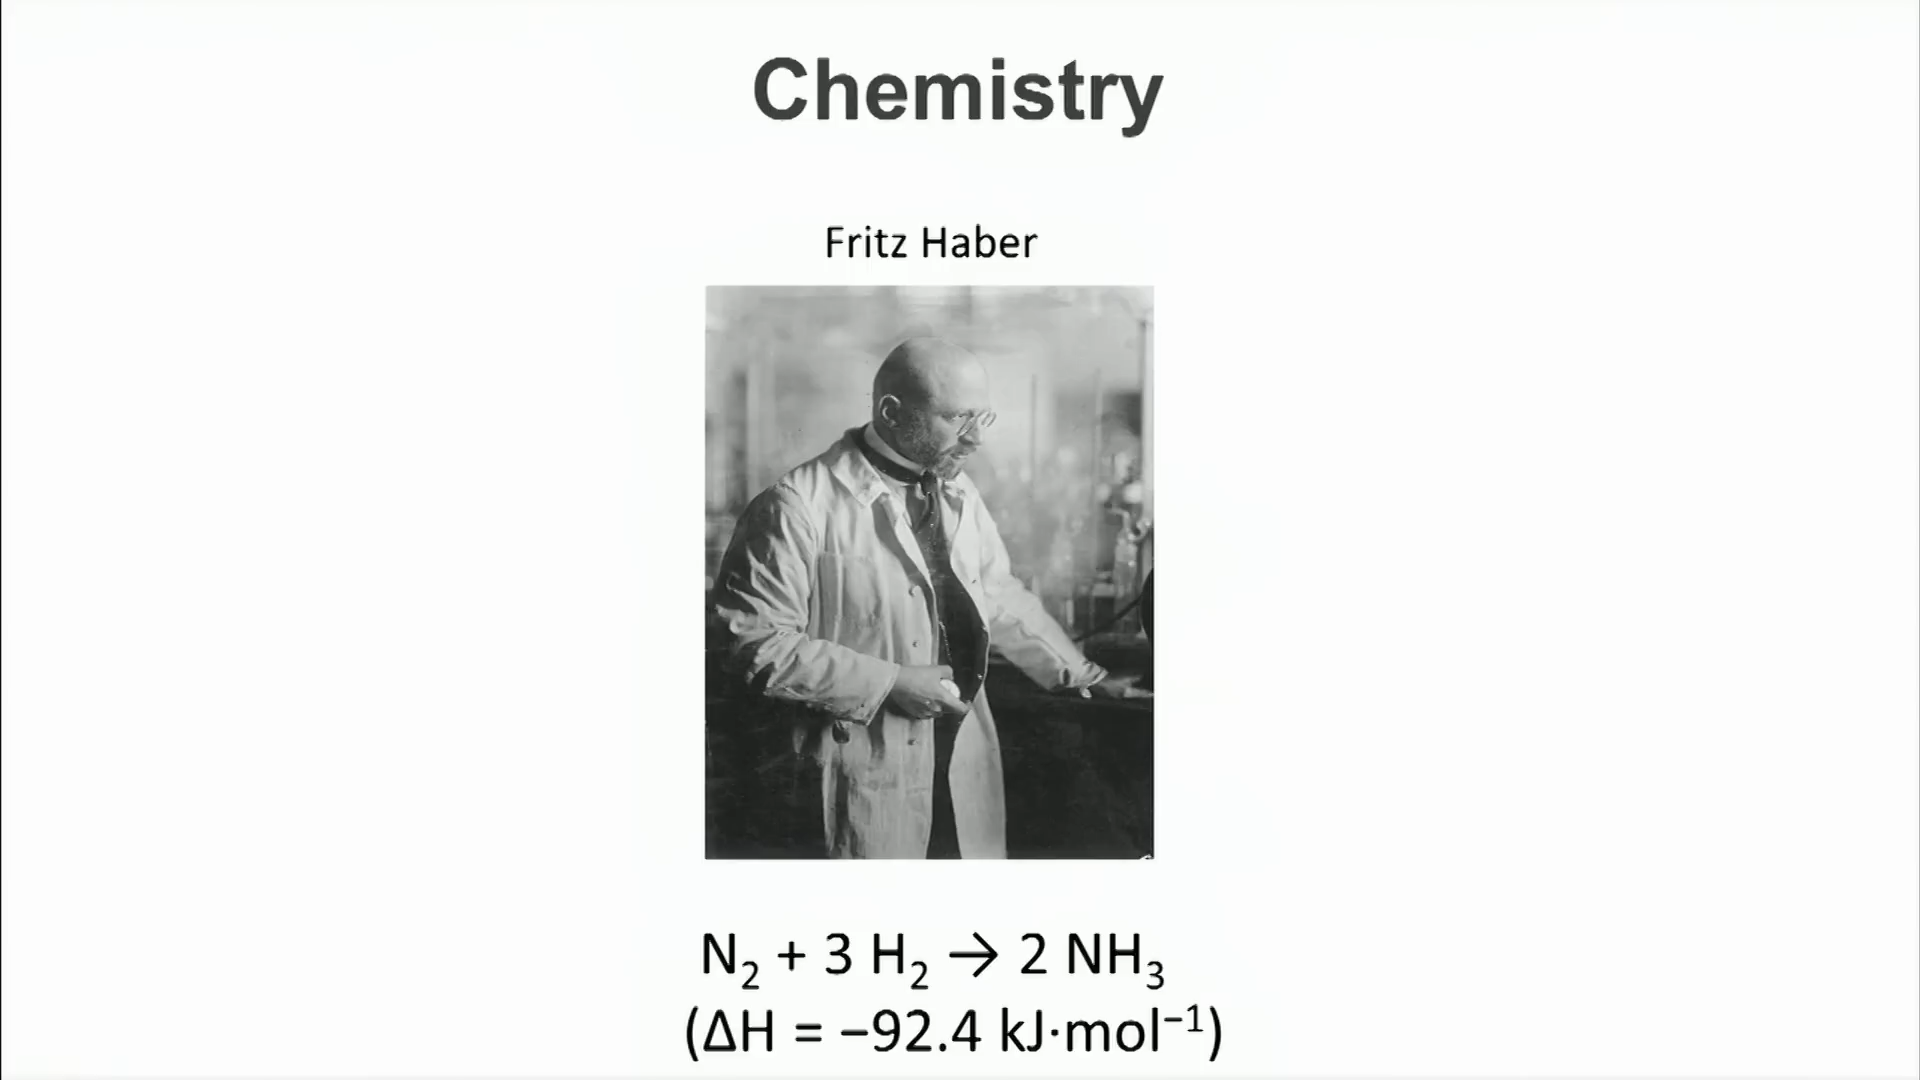 Chemistry
Fritz Haber
N₂ + 3 H₂ → 2 NH₃
(ΔH = −92.4 kJ·mol⁻¹)